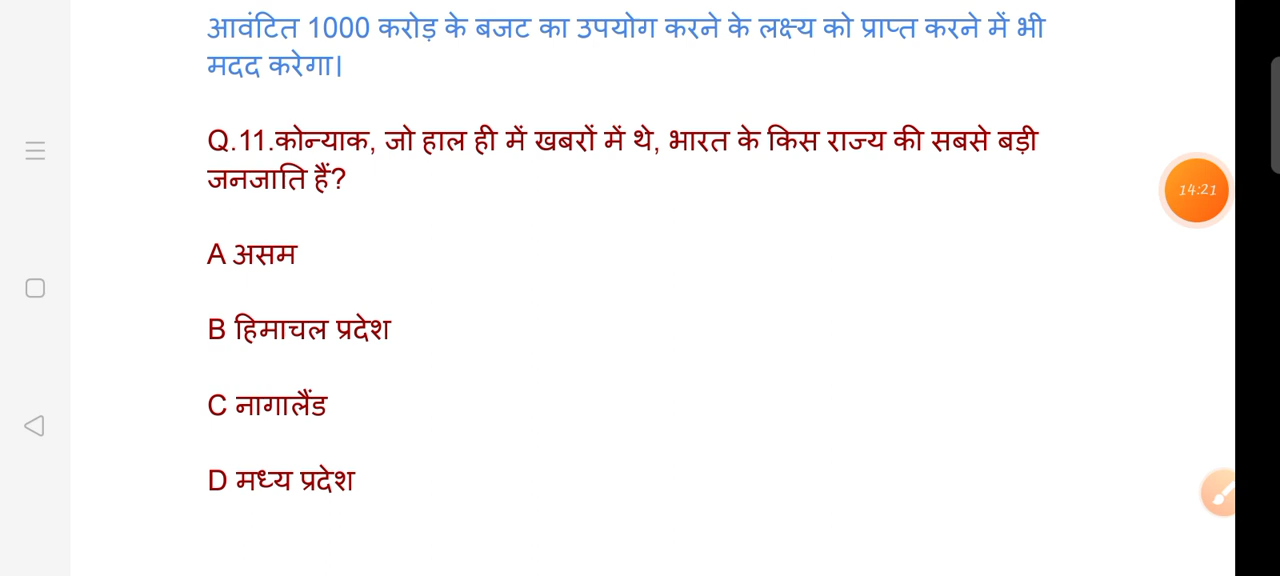 आवंटित 1000 करोड़ के बजट का उपयोग करने के लक्ष्य को प्राप्त करने में भी
मदद करेगा।
Q.11.कोन्याक, जो हाल ही में खबरों में थे, भारत के किस राज्य की सबसे बड़ी
जनजाति हैं?
14:21
A असम
B हिमाचल प्रदेश
C नागालैंड
D मध्य प्रदेश